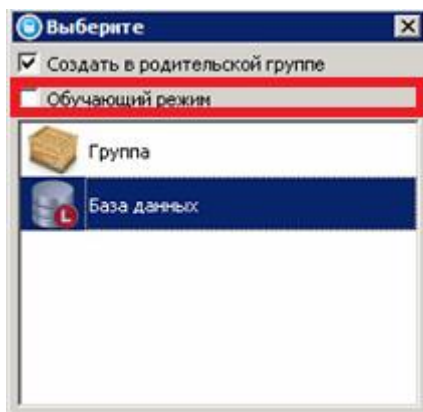 Выберите
Создать в родительской группе
Обучающий режим
Группа
База данных
L